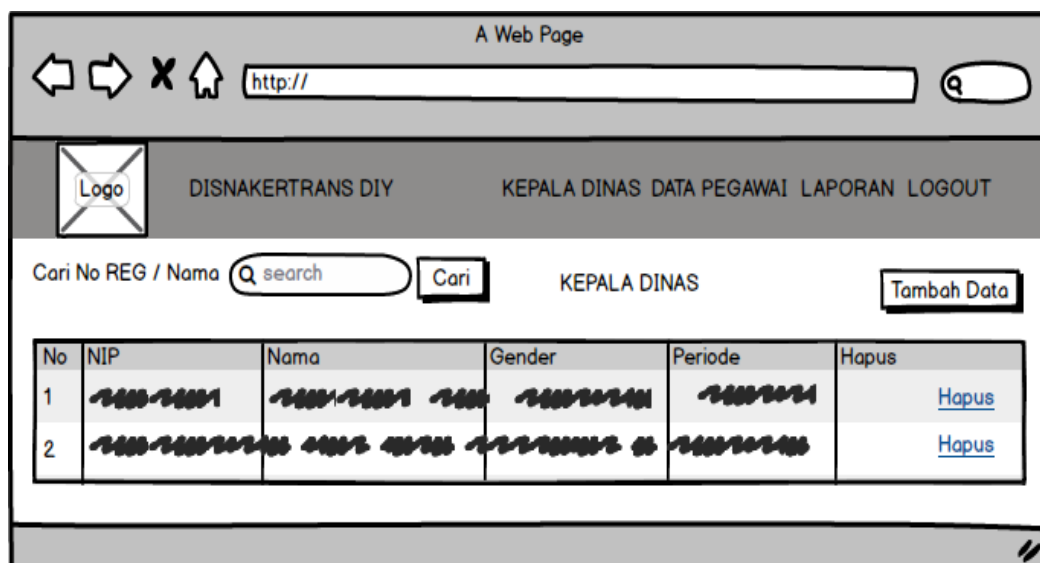 A Web Page
http://
Logo DISNAKERTRANS DIY KEPALA DINAS DATA PEGAWAI LAPORAN LOGOUT
Cari No REG / Nama search Cari KEPALA DINAS Tambah Data
No NIP Nama Gender Periode Hapus
1 Hapus
2 Hapus